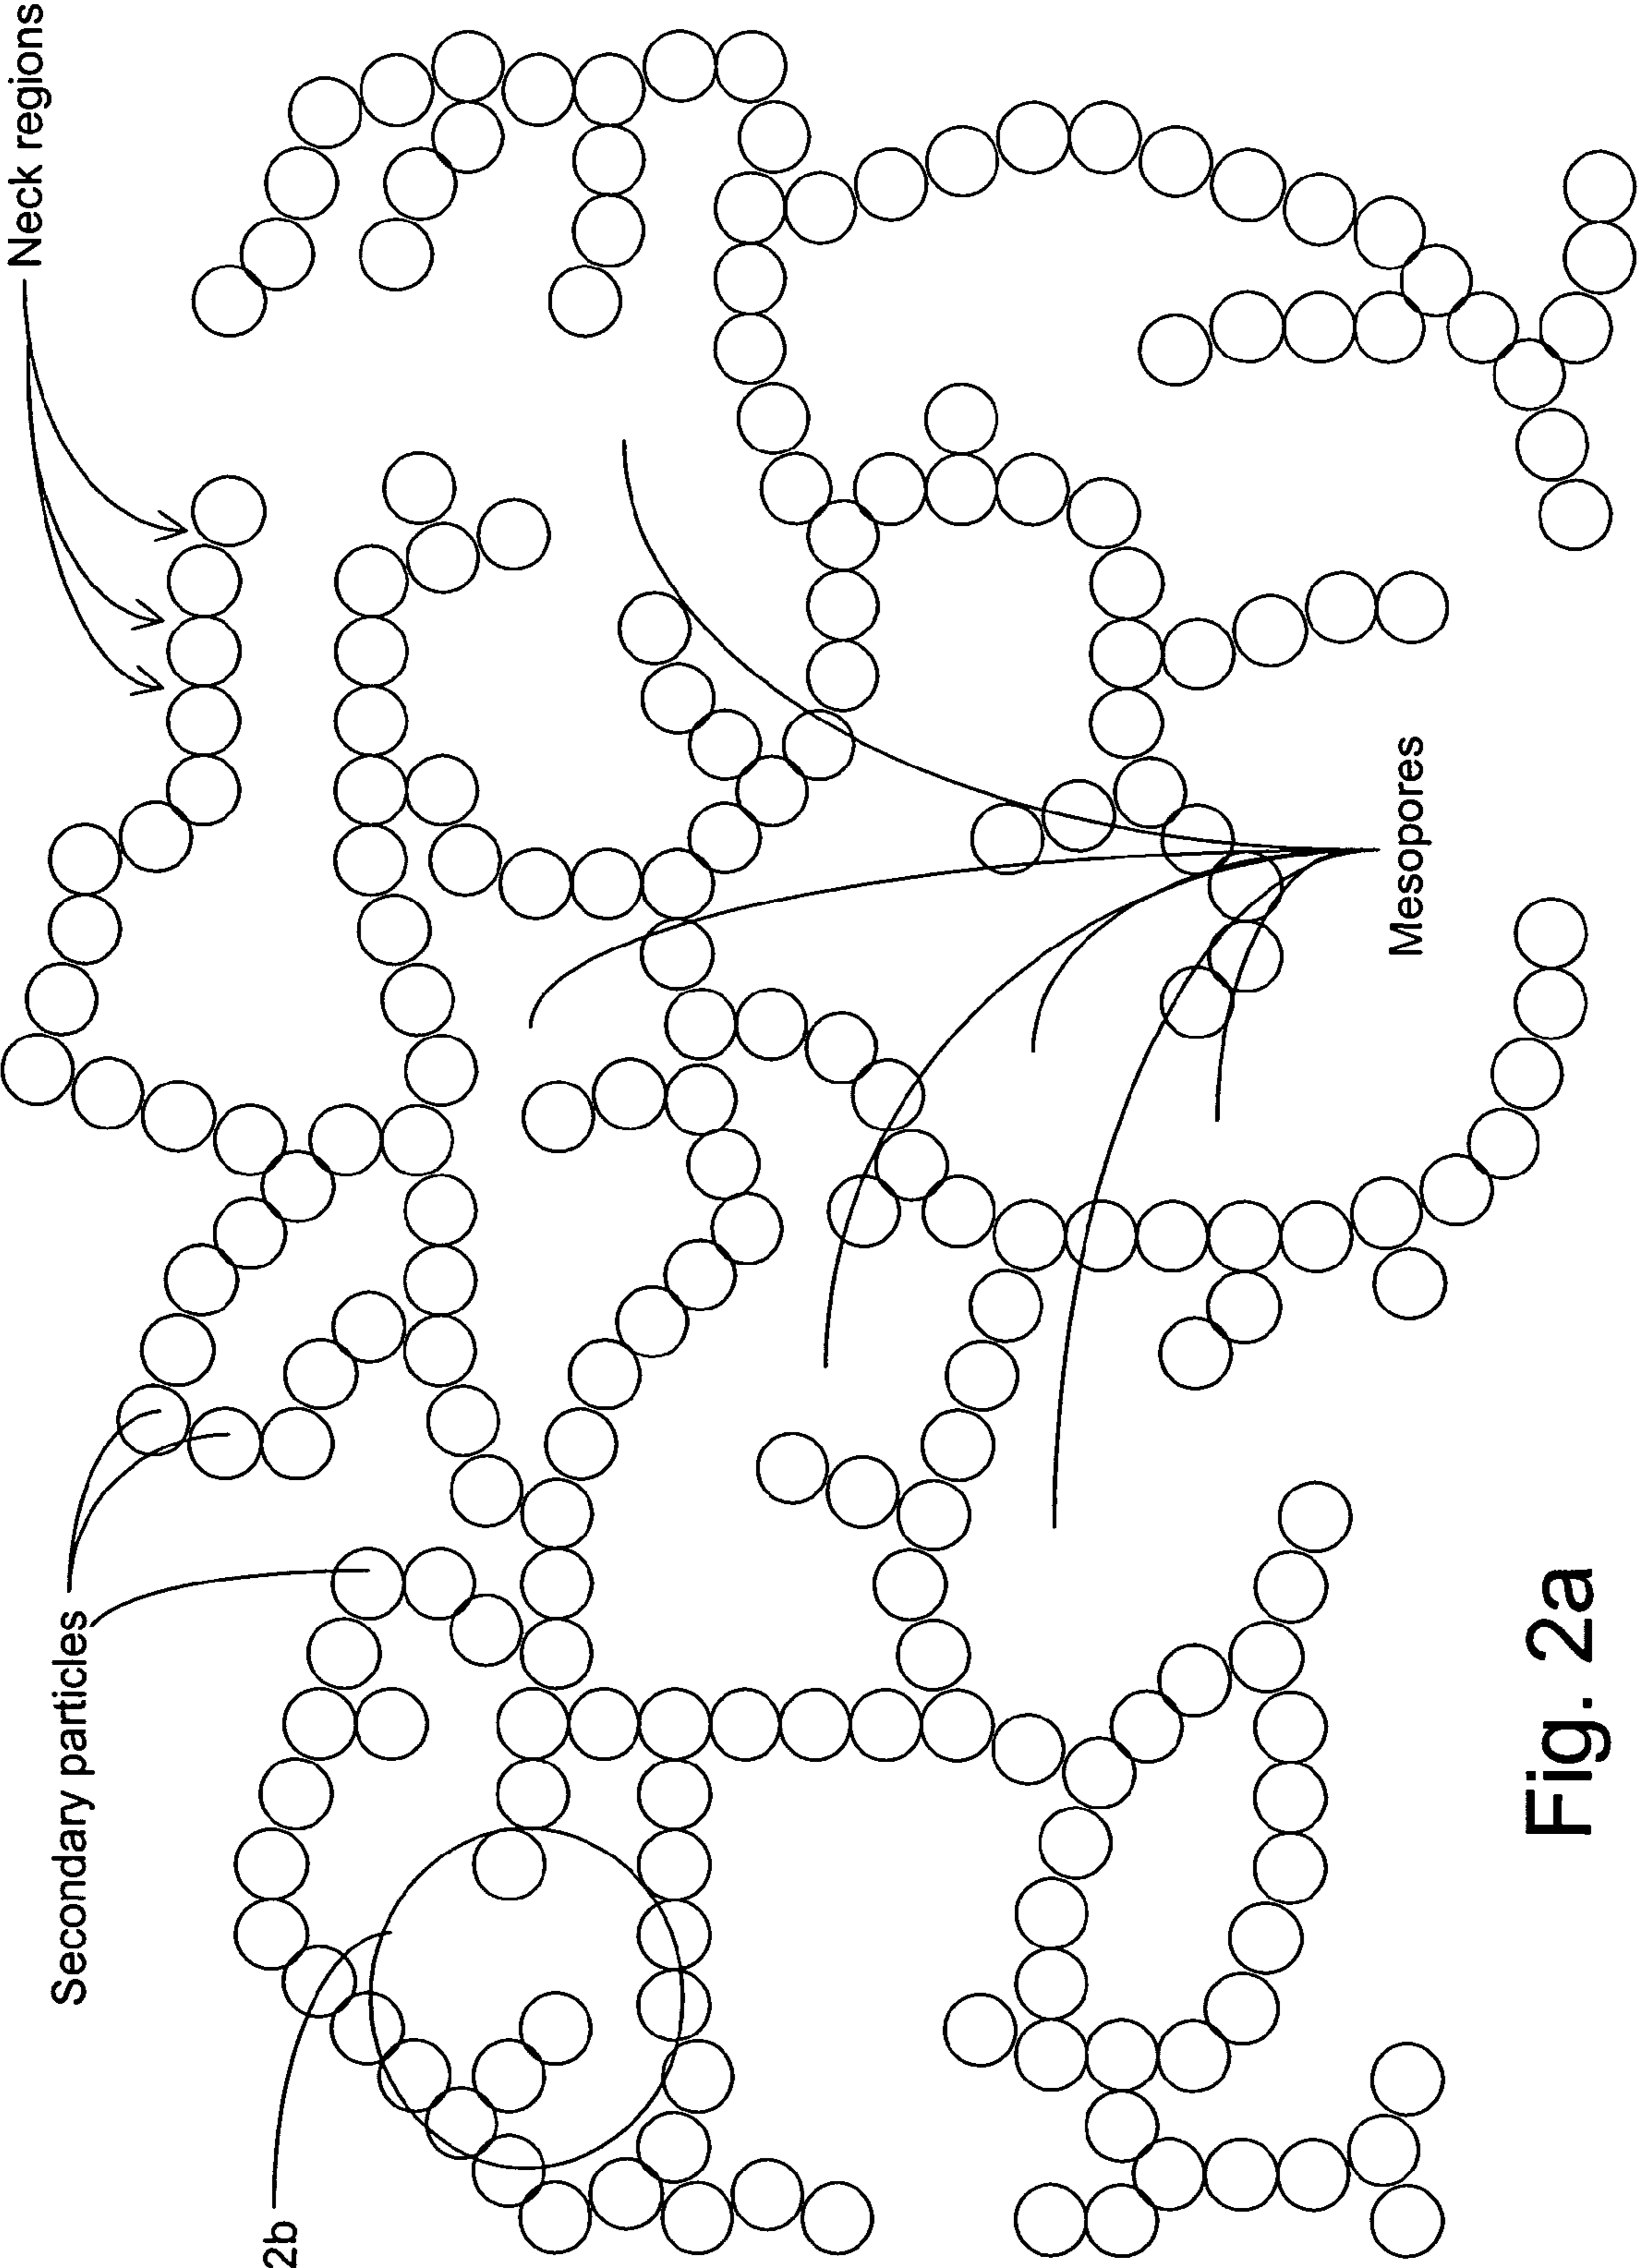 Neck regions
Secondary particles
Mesopores
2b
Fig. 2a